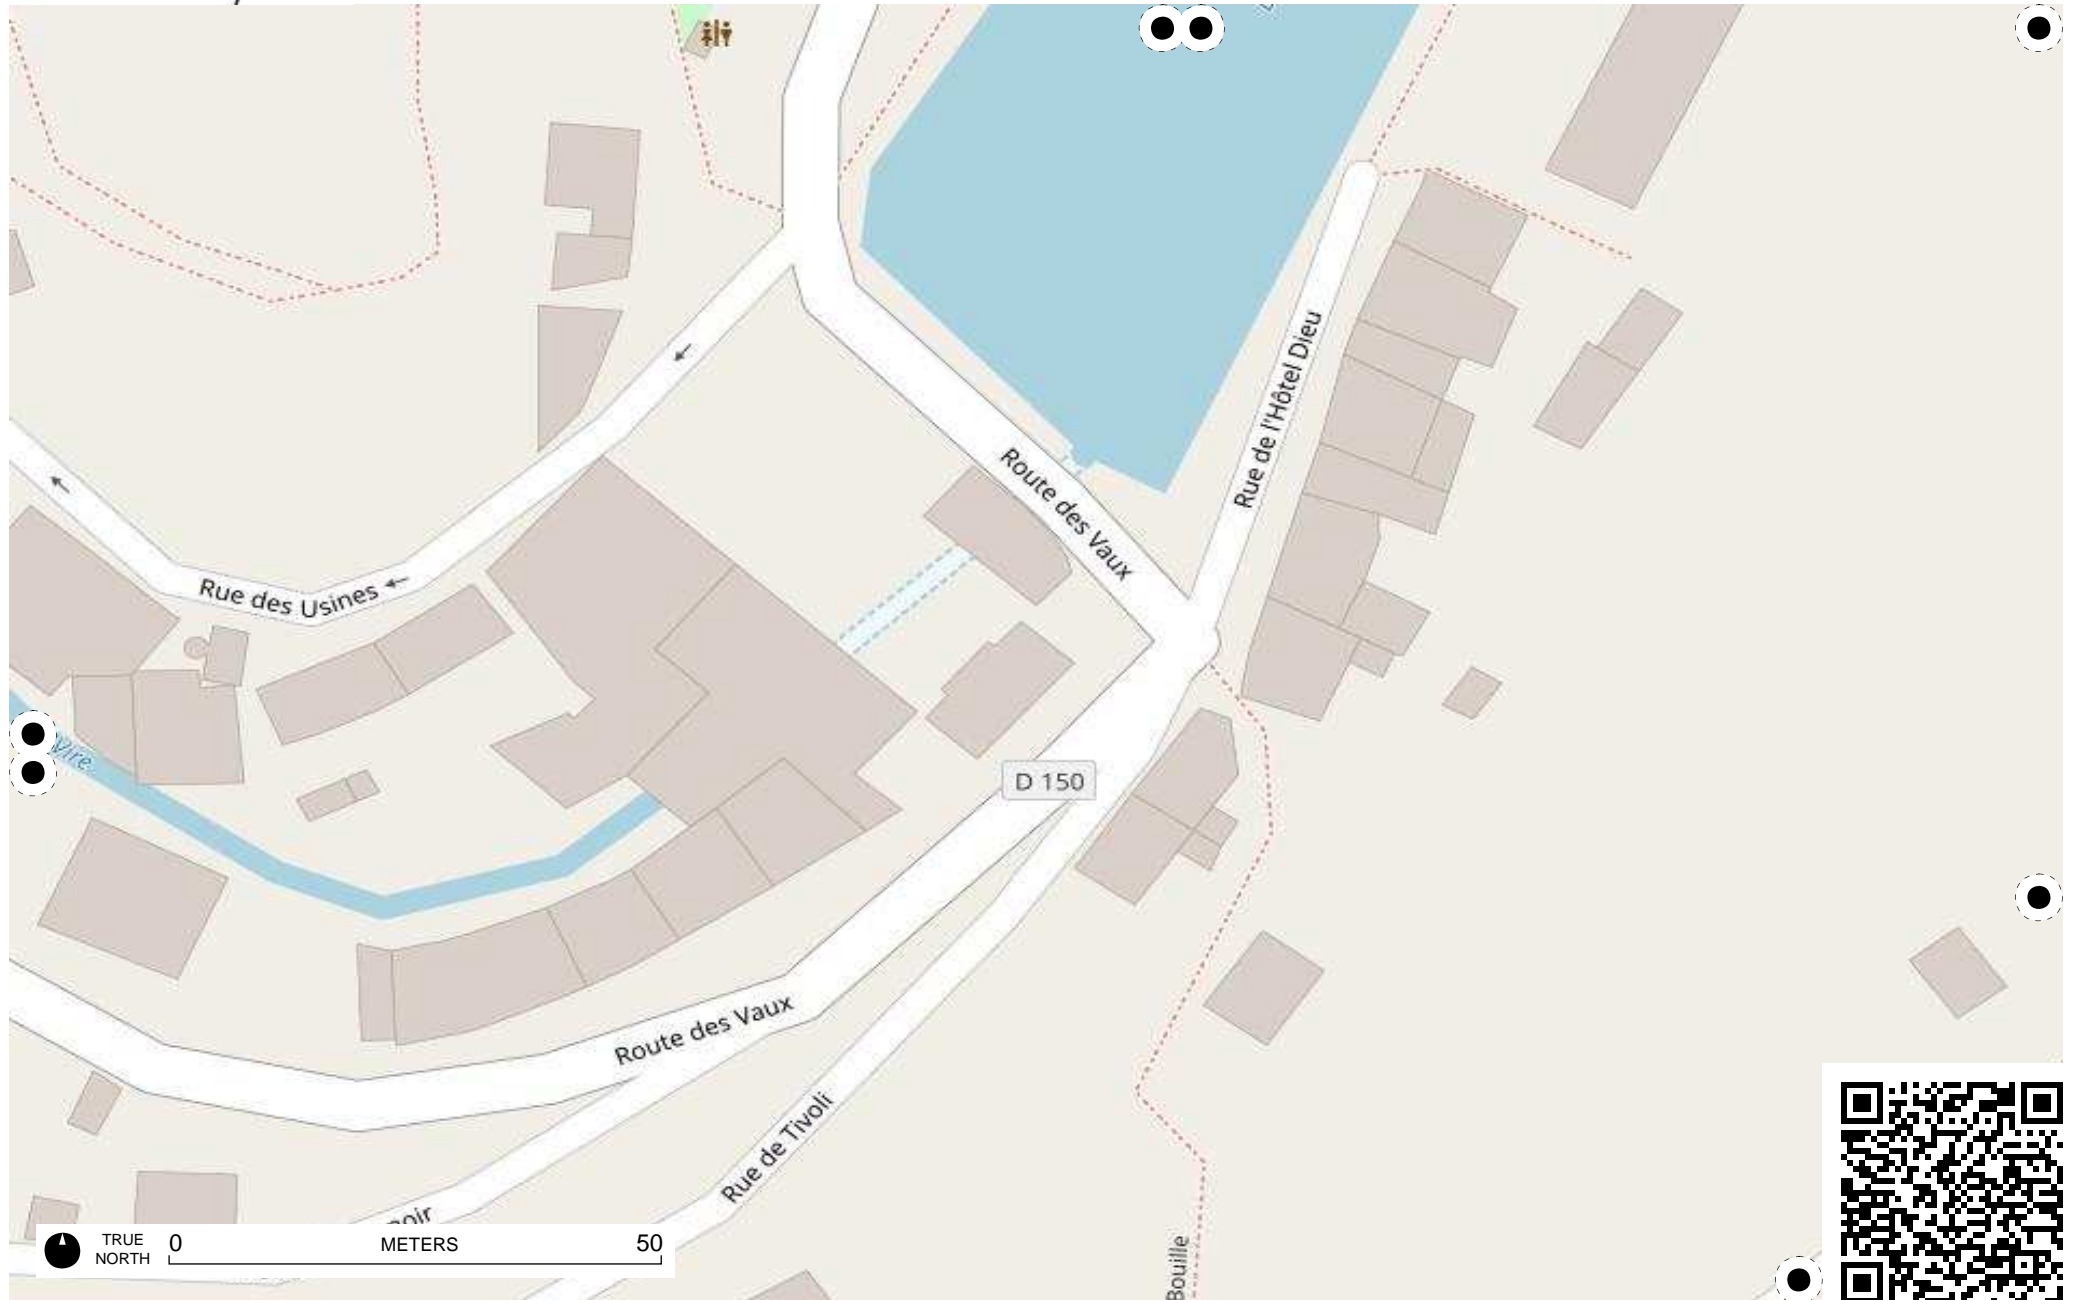 Rue de l'Hôtel Dieu
Route des Vaux
Rue des Usines
Vire
D 150
Route des Vaux
Rue de Tivoli
oir
Bouille
TRUE NORTH
0 METERS 50